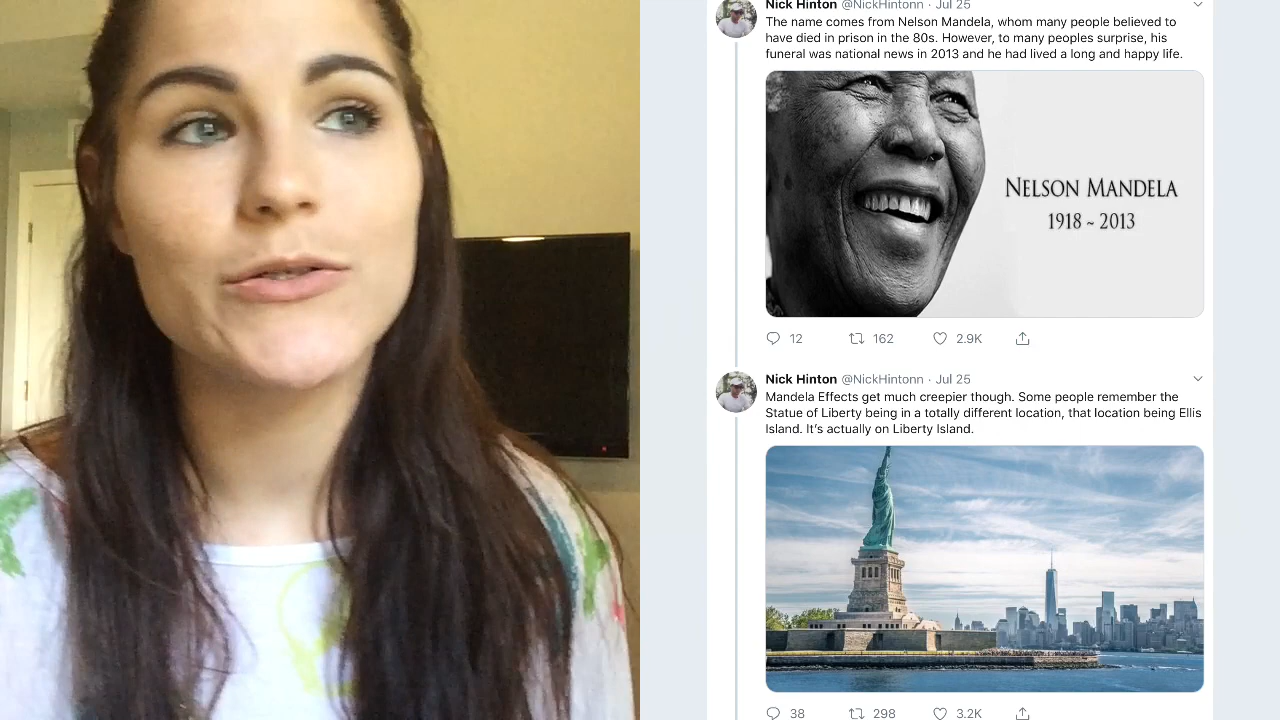 Nick Hinton @NickHintonn · Jul 25
The name comes from Nelson Mandela, whom many people believed to
have died in prison in the 80s. However, to many peoples surprise, his
funeral was national news in 2013 and he had lived a long and happy life.
NELSON MANDELA
1918 ~ 2013
12 162 2.9K
Nick Hinton @NickHintonn · Jul 25
Mandela Effects get much creepier though. Some people remember the
Statue of Liberty being in a totally different location, that location being Ellis
Island. It's actually on Liberty Island.
38 298 3.2K